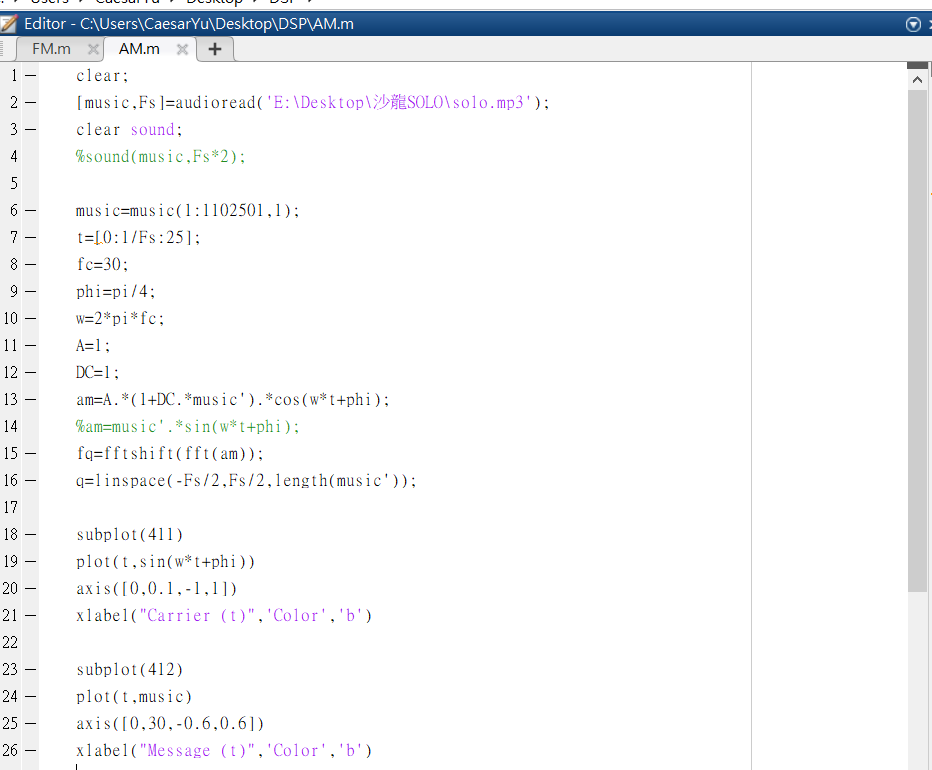 Editor - C:\Users\CaesarYu\Desktop\DSP\AM.m
FM.m
AM.m
1 clear;
2 [music,Fs]=audioread('E:\Desktop\沙龍SOLO\solo.mp3');
3 clear sound;
4 %sound(music,Fs*2);
5
6 music=music(1:1102501,1);
7 t=[0:1/Fs:25];
8 fc=30;
9 phi=pi/4;
10 w=2*pi*fc;
11 A=1;
12 DC=1;
13 am=A.*(1+DC.*music').*cos(w*t+phi);
14 %am=music'.*sin(w*t+phi);
15 fq=fftshift(fft(am));
16 q=linspace(-Fs/2,Fs/2,length(music'));
17
18 subplot(411)
19 plot(t,sin(w*t+phi))
20 axis([0,0.1,-1,1])
21 xlabel("Carrier (t)",'Color','b')
22
23 subplot(412)
24 plot(t,music)
25 axis([0,30,-0.6,0.6])
26 xlabel("Message (t)",'Color','b')